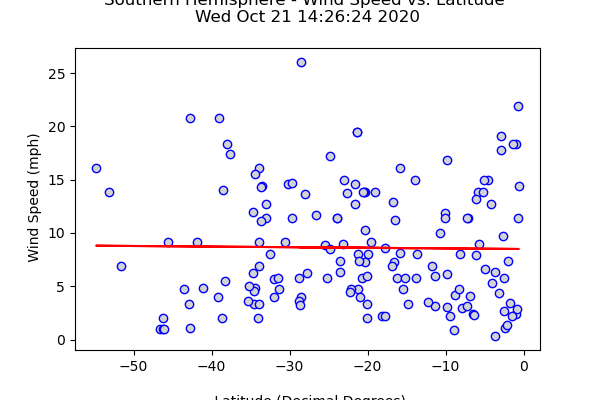 Southern Hemisphere - Wind Speed vs. Latitude
Wed Oct 21 14:26:24 2020
25
20
15
10
5
0
Wind Speed (mph)
−50 −40 −30 −20 −10 0
Latitude (Decimal Degrees)